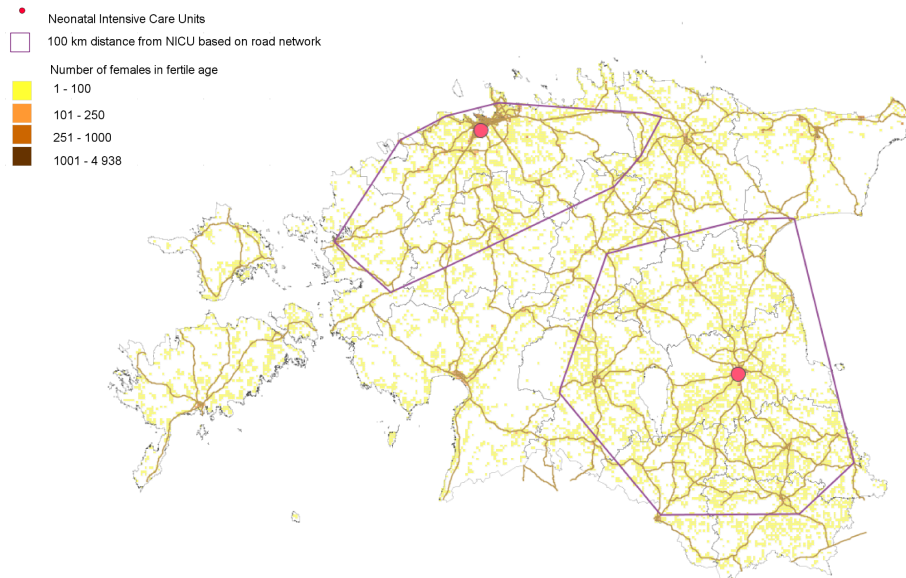 Neonatal Intensive Care Units
100 km distance from NICU based on road network
Number of females in fertile age
1 - 100
101 - 250
251 - 1000
1001 - 4 938